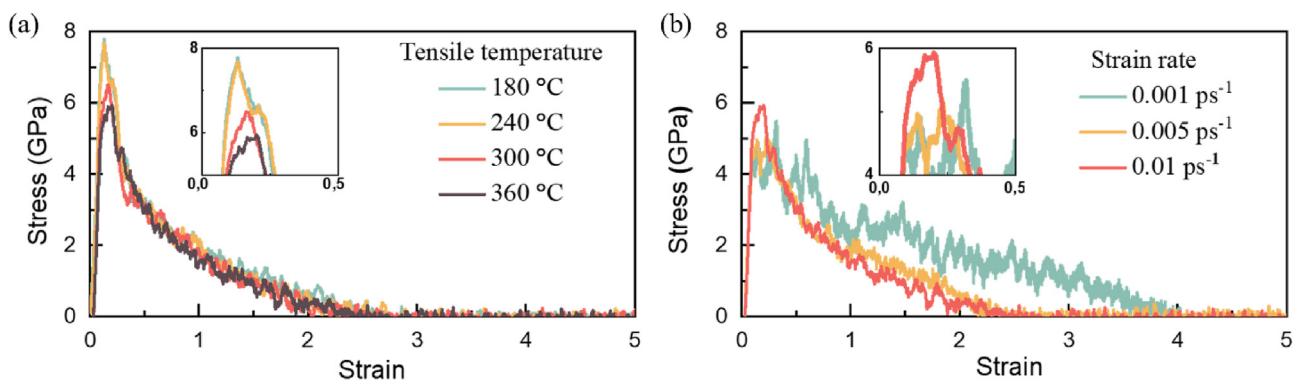 (a)
Stress (GPa)
8
6
4
2
0
0
1
2
3
4
5
Strain
8
6
0,0
0,5
Tensile temperature
180 °C
240 °C
300 °C
360 °C
(b)
Stress (GPa)
8
6
4
2
0
0
1
2
3
4
5
Strain
6
4
0,0
0,5
Strain rate
0.001 ps⁻¹
0.005 ps⁻¹
0.01 ps⁻¹